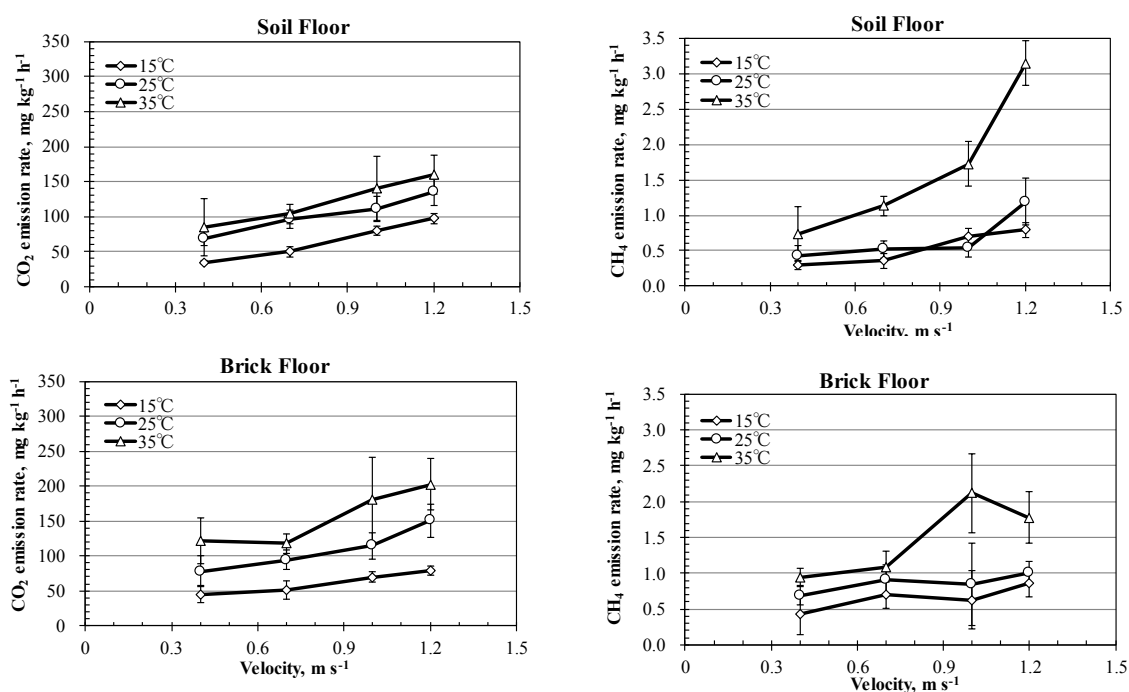 Soil Floor
CO₂ emission rate, mg kg⁻¹ h⁻¹
350
300
250
200
150
100
50
0
15℃
25℃
35℃
0 0.3 0.6 0.9 1.2 1.5
Soil Floor
CH₄ emission rate, mg kg⁻¹ h⁻¹
3.5
3.0
2.5
2.0
1.5
1.0
0.5
0.0
15℃
25℃
35℃
0 0.3 0.6 0.9 1.2 1.5
Velocity, m s⁻¹
Brick Floor
CO₂ emission rate, mg kg⁻¹ h⁻¹
350
300
250
200
150
100
50
0
15℃
25℃
35℃
0 0.3 0.6 0.9 1.2 1.5
Velocity, m s⁻¹
Brick Floor
CH₄ emission rate, mg kg⁻¹ h⁻¹
3.5
3.0
2.5
2.0
1.5
1.0
0.5
0.0
15℃
25℃
35℃
0 0.3 0.6 0.9 1.2 1.5
Velocity, m s⁻¹